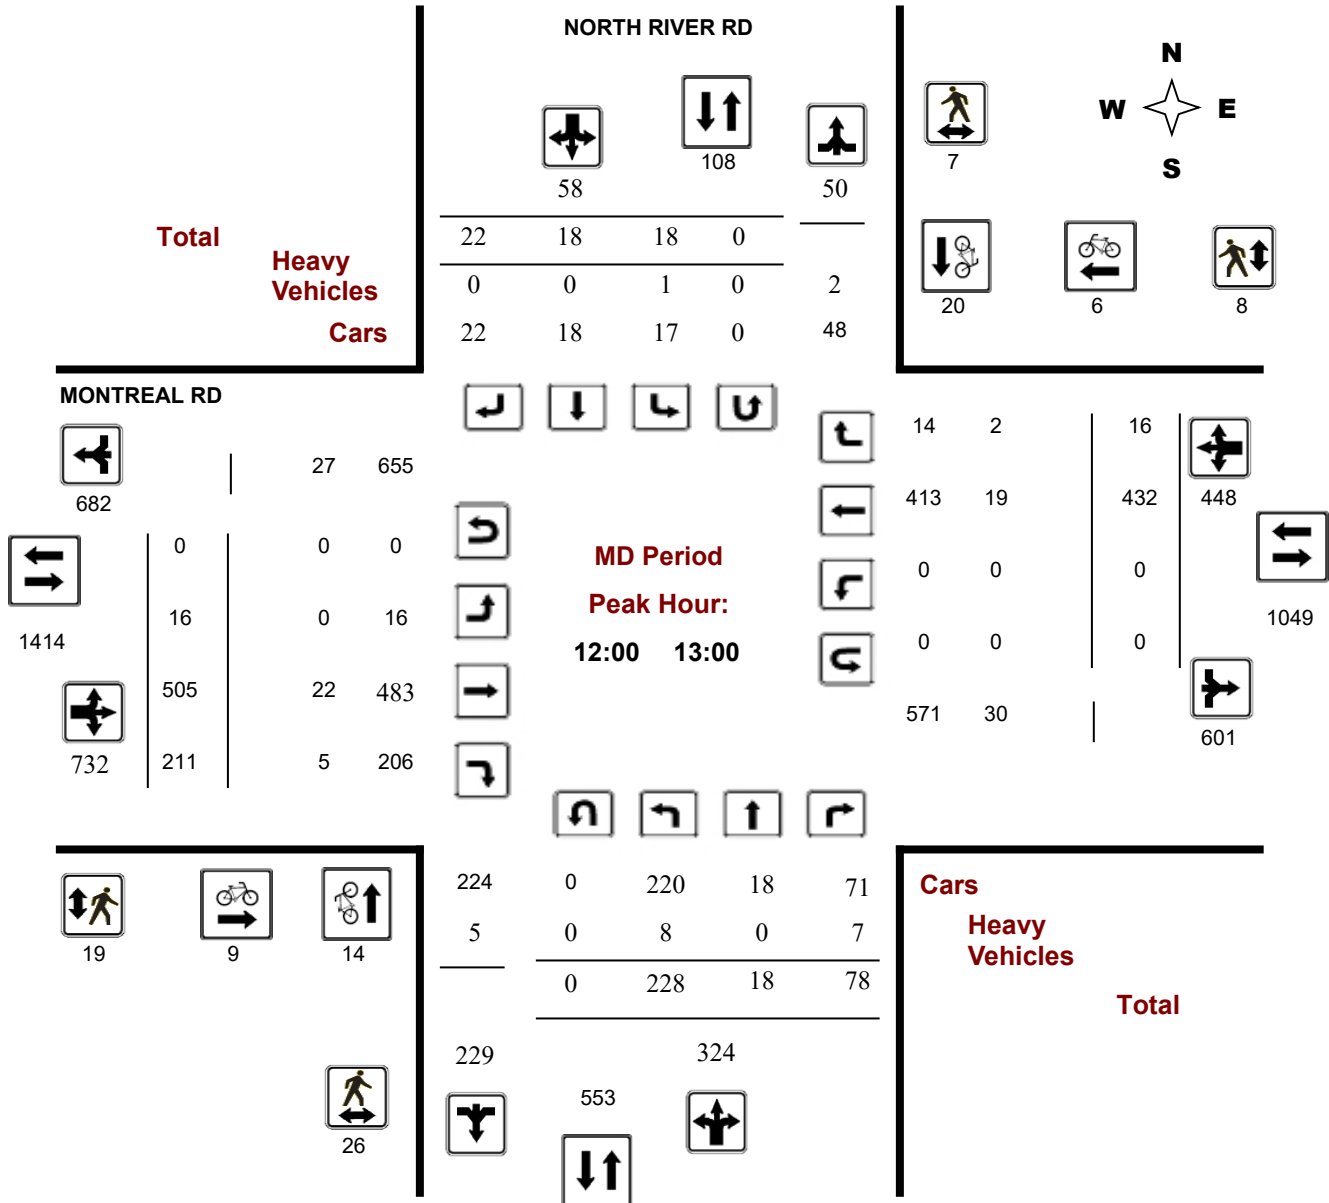 NORTH RIVER RD
N
W E
S
108
7
58
50
Total
22 18 18 0
Heavy
Vehicles
0 0 1 0 2
20 6 8
Cars
22 18 17 0 48
MONTREAL RD
14 2 16
27 655
682
413 19 432 448
0 0 0
MD Period
0 0 0
16 0 16
Peak Hour:
1049
1414
12:00 13:00
0 0 0
505 22 483
571 30
601
732 211 5 206
224 0 220 18 71
Cars
5 0 8 0 7
Heavy
Vehicles
19 9 14
0 228 18 78
Total
229 324
553
26